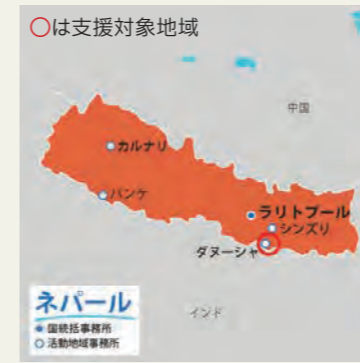 ○は支援対象地域
中国
カルナリ
バンケ
ラリトプール
シンズリ
ダヌーシャ
インド
ネパール
国統括事務所
活動地域事務所